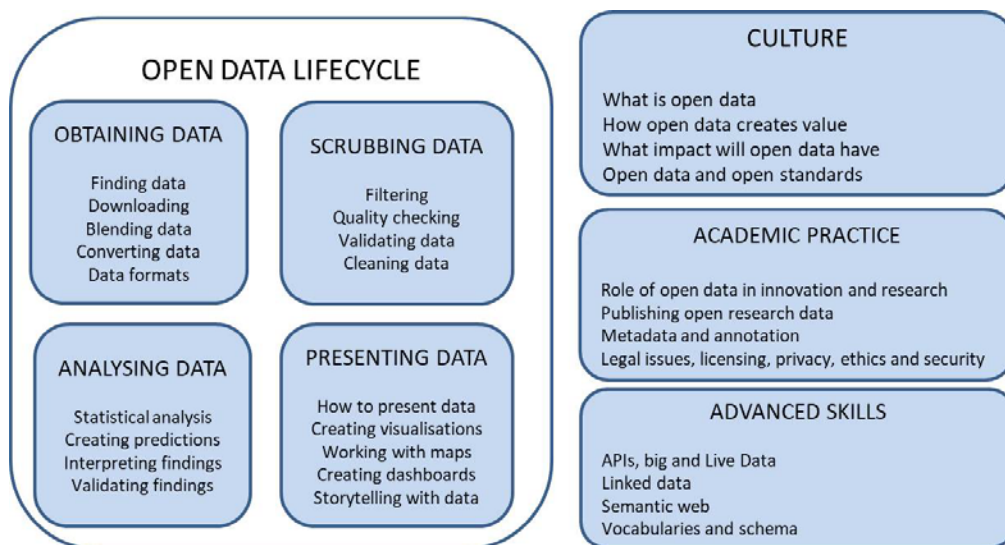 OPEN DATA LIFECYCLE
OBTAINING DATA
Finding data
Downloading
Blending data
Converting data
Data formats
SCRUBBING DATA
Filtering
Quality checking
Validating data
Cleaning data
ANALYSING DATA
Statistical analysis
Creating predictions
Interpreting findings
Validating findings
PRESENTING DATA
How to present data
Creating visualisations
Working with maps
Creating dashboards
Storytelling with data
CULTURE
What is open data
How open data creates value
What impact will open data have
Open data and open standards
ACADEMIC PRACTICE
Role of open data in innovation and research
Publishing open research data
Metadata and annotation
Legal issues, licensing, privacy, ethics and security
ADVANCED SKILLS
APIs, big and Live Data
Linked data
Semantic web
Vocabularies and schema